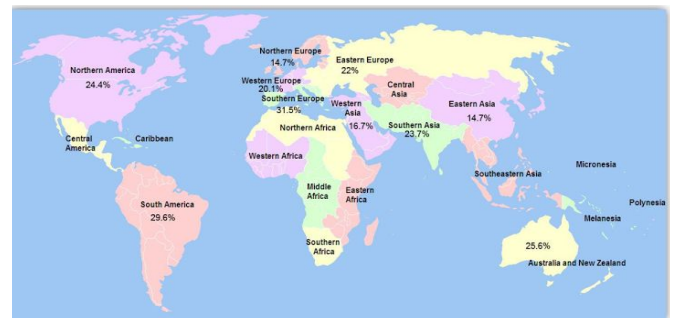 Northern Europe
14.7%
Eastern Europe
22%
Northern America
24.4%
Western Europe
20.1%
Southern Europe
31.5%
Central
Asia
Western
Asia
16.7%
Eastern Asia
14.7%
Southern Asia
23.7%
Northern Africa
Central
America
Caribbean
Western Africa
Middle
Africa
Eastern
Africa
Southeastern Asia
Micronesia
South America
29.6%
Polynesia
Melanesia
Southern
Africa
25.6%
Australia and New Zealand